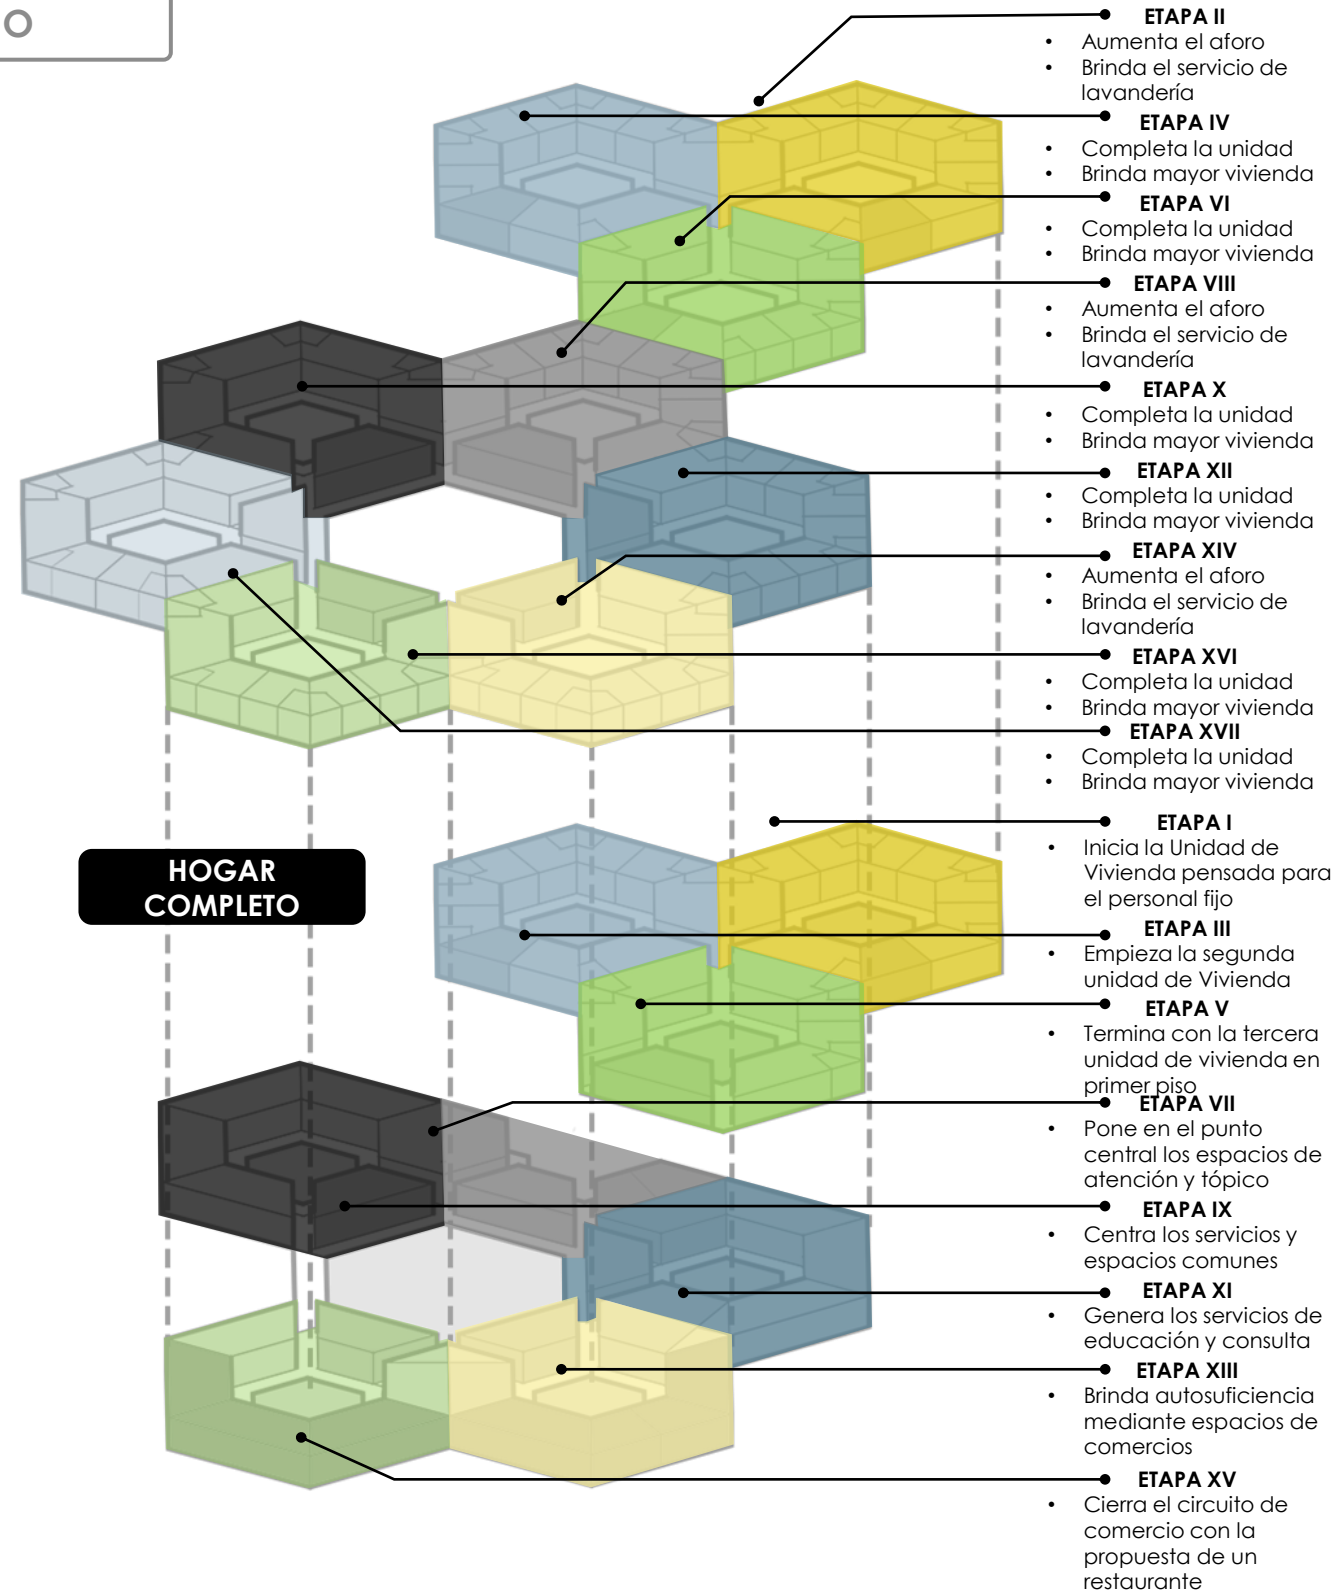 ETAPA II
• Aumenta el aforo
• Brinda el servicio de
lavandería
ETAPA IV
• Completa la unidad
• Brinda mayor vivienda
ETAPA VI
• Completa la unidad
• Brinda mayor vivienda
ETAPA VIII
• Aumenta el aforo
• Brinda el servicio de
lavandería
ETAPA X
• Completa la unidad
• Brinda mayor vivienda
ETAPA XII
• Completa la unidad
• Brinda mayor vivienda
ETAPA XIV
• Aumenta el aforo
• Brinda el servicio de
lavandería
ETAPA XVI
• Completa la unidad
• Brinda mayor vivienda
ETAPA XVII
• Completa la unidad
• Brinda mayor vivienda
HOGAR
COMPLETO
ETAPA I
• Inicia la Unidad de
Vivienda pensada para
el personal fijo
ETAPA III
• Empieza la segunda
unidad de Vivienda
ETAPA V
• Termina con la tercera
unidad de vivienda en
primer piso
ETAPA VII
• Pone en el punto
central los espacios de
atención y tópico
ETAPA IX
• Centra los servicios y
espacios comunes
ETAPA XI
• Genera los servicios de
educación y consulta
ETAPA XIII
• Brinda autosuficiencia
mediante espacios de
comercios
ETAPA XV
• Cierra el circuito de
comercio con la
propuesta de un
restaurante